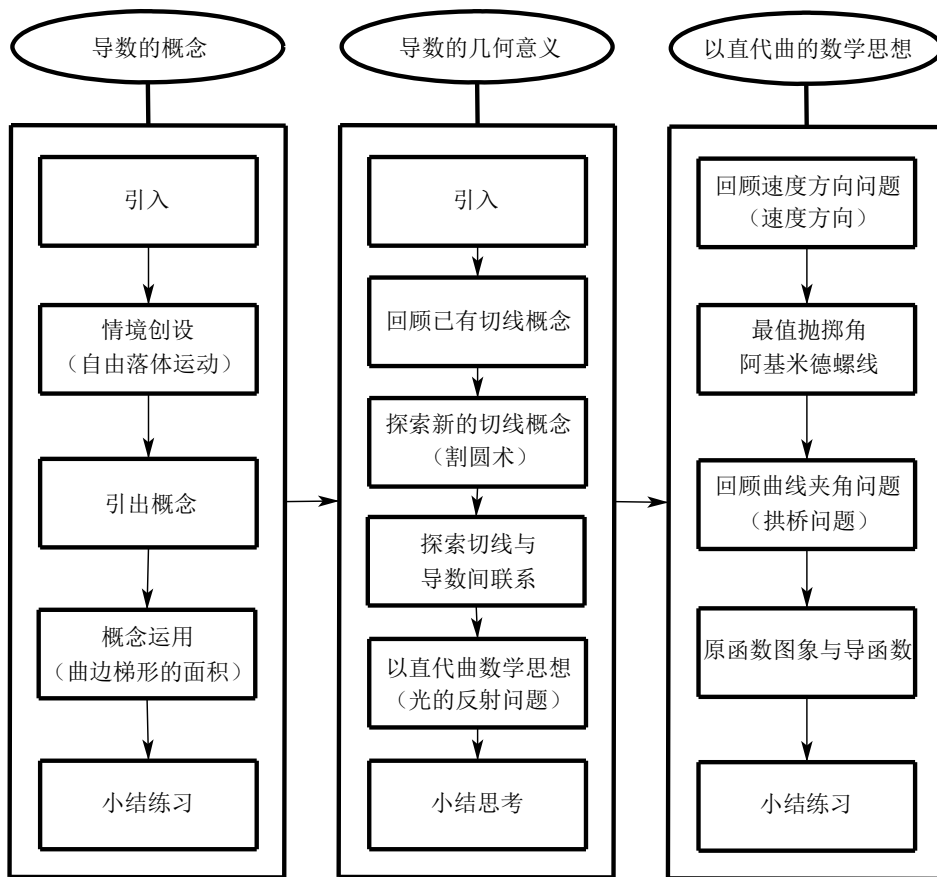 导数的概念
引入
情境创设
（自由落体运动）
引出概念
概念运用
（曲边梯形的面积）
小结练习
导数的几何意义
引入
回顾已有切线概念
探索新的切线概念
（割圆术）
探索切线与
导数间联系
以直代曲数学思想
（光的反射问题）
小结思考
以直代曲的数学思想
回顾速度方向问题
（速度方向）
最值抛掷角
阿基米德螺线
回顾曲线夹角问题
（拱桥问题）
原函数图象与导函数
小结练习